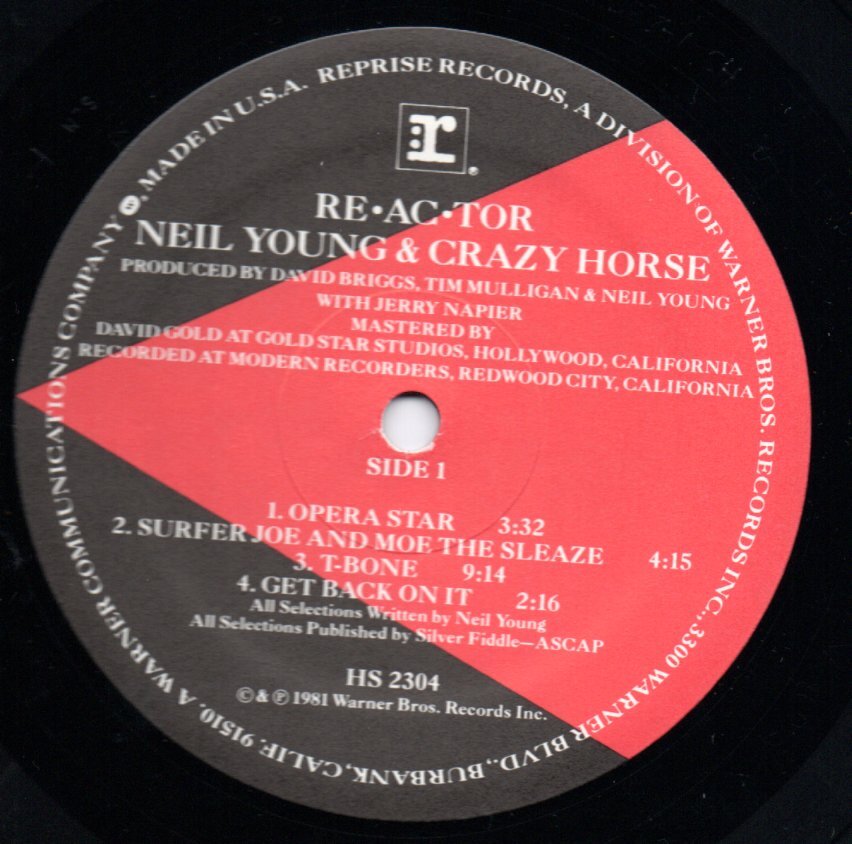 REPRISE RECORDS, A DIVISION OF WARNER BROS. RECORDS INC., 3300 WARNER BLVD., BURBANK, CALIF. 91510. A WARNER COMMUNICATIONS COMPANY. MADE IN U.S.A.
r®
RE•AC•TOR
NEIL YOUNG & CRAZY HORSE
PRODUCED BY DAVID BRIGGS, TIM MULLIGAN & NEIL YOUNG
WITH JERRY NAPIER
MASTERED BY
DAVID GOLD AT GOLD STAR STUDIOS, HOLLYWOOD, CALIFORNIA
RECORDED AT MODERN RECORDERS, REDWOOD CITY, CALIFORNIA
SIDE 1
1. OPERA STAR 3:32
2. SURFER JOE AND MOE THE SLEAZE 4:15
3. T-BONE 9:14
4. GET BACK ON IT 2:16
All Selections Written by Neil Young
All Selections Published by Silver Fiddle—ASCAP
HS 2304
© & ℗ 1981 Warner Bros. Records Inc.